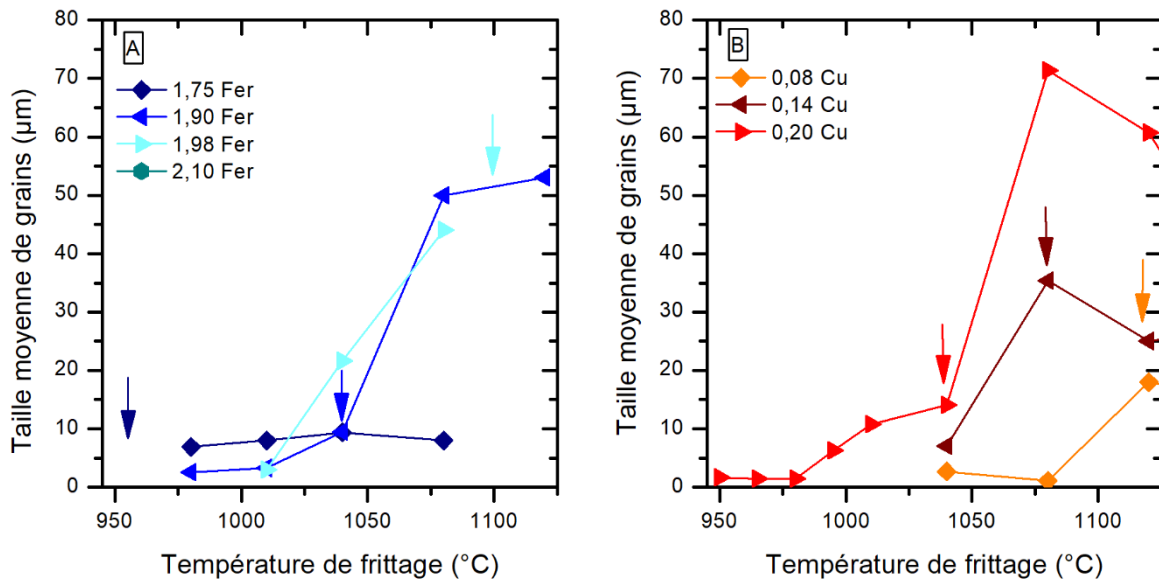 A
1,75 Fer
1,90 Fer
1,98 Fer
2,10 Fer
Taille moyenne de grains (µm)
80
70
60
50
40
30
20
10
0
950 1000 1050 1100
Température de frittage (°C)
B
0,08 Cu
0,14 Cu
0,20 Cu
Taille moyenne de grains (µm)
80
70
60
50
40
30
20
10
0
950 1000 1050 1100
Température de frittage (°C)